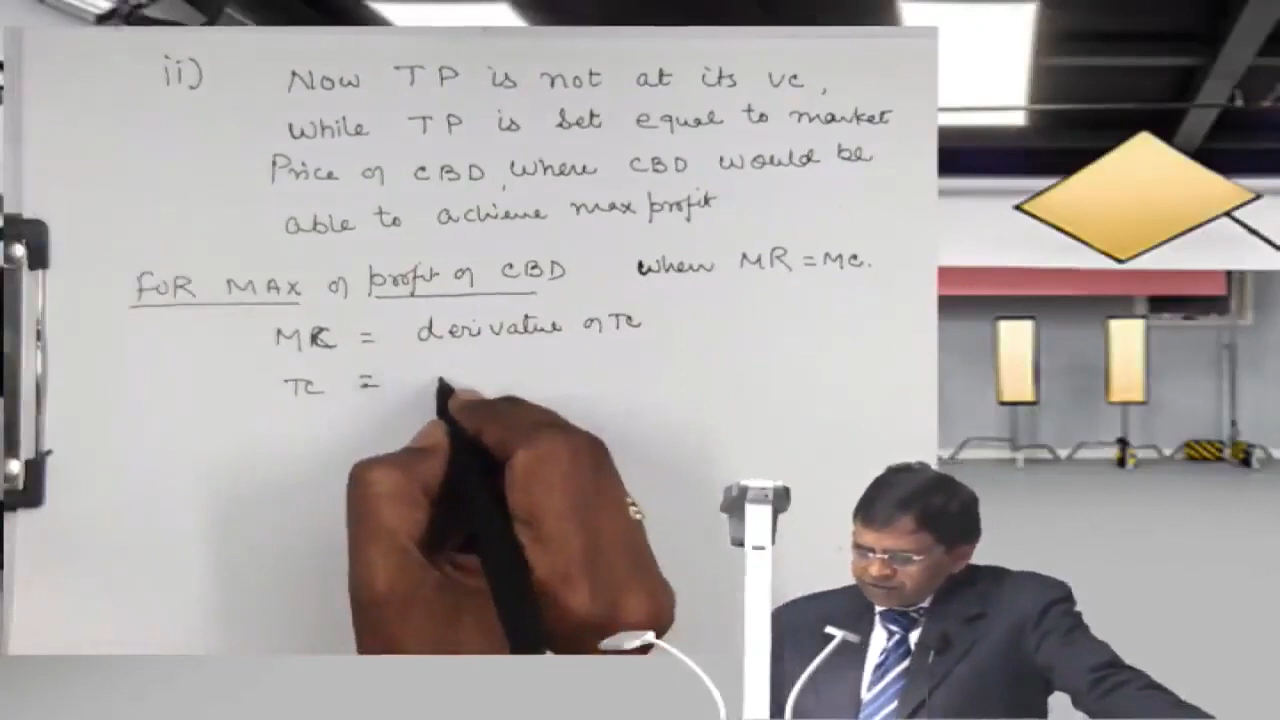 ii) Now TP is not at its vc,
While TP is set equal to market
Price of CBD, where CBD would be
able to achieve max profit
FOR MAX of profit of CBD when MR = MC.
MC = derivative of TC
TC =